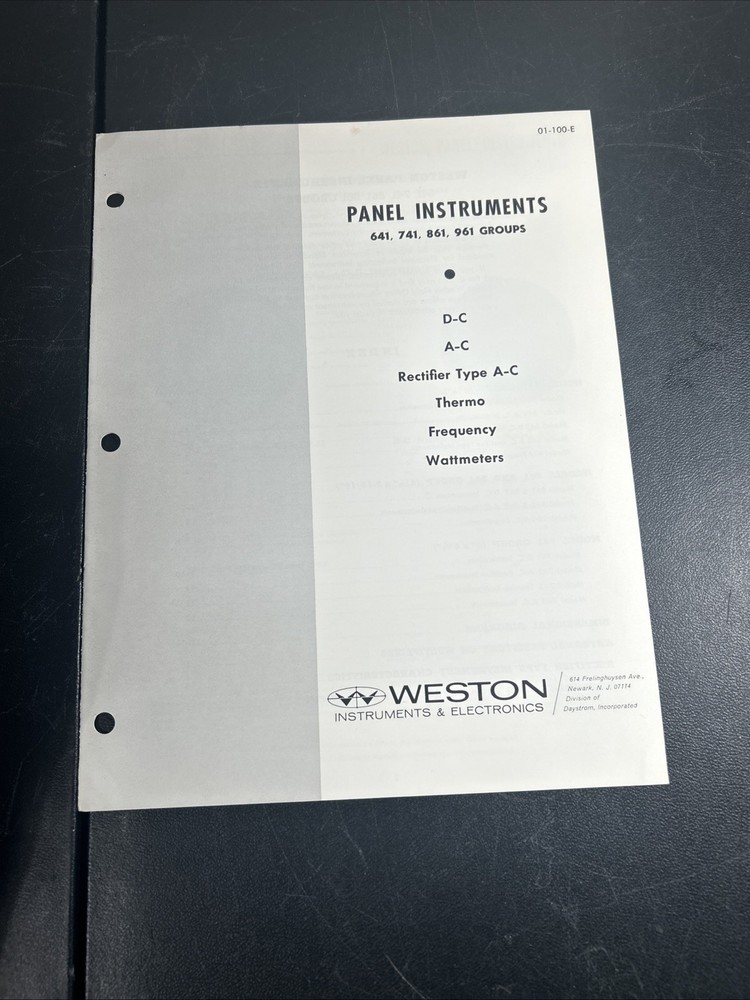 01-100-E
PANEL INSTRUMENTS
641, 741, 861, 961 GROUPS
D-C
A-C
Rectifier Type A-C
Thermo
Frequency
Wattmeters
WESTON
INSTRUMENTS & ELECTRONICS
614 Frelinghuysen Ave.,
Newark, N. J. 07114
Division of
Daystrom, Incorporated